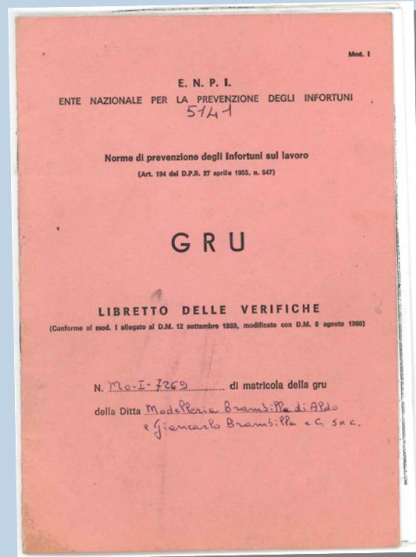 Mod. I
E. N. P. I.
ENTE NAZIONALE PER LA PREVENZIONE DEGLI INFORTUNI
5141
Norme di prevenzione degli infortuni sul lavoro
(Art. 194 del D.P.R. 27 aprile 1955, n. 547)
GRU
LIBRETTO DELLE VERIFICHE
(Conforme al mod. I allegato al D.M. 12 settembre 1959, modificato con D.M. 9 agosto 1960)
N. Mo-I-7269 di matricola della gru
della Ditta Modelleria Brambilla di Aldo
e Giancarlo Brambilla e C. s.n.c.